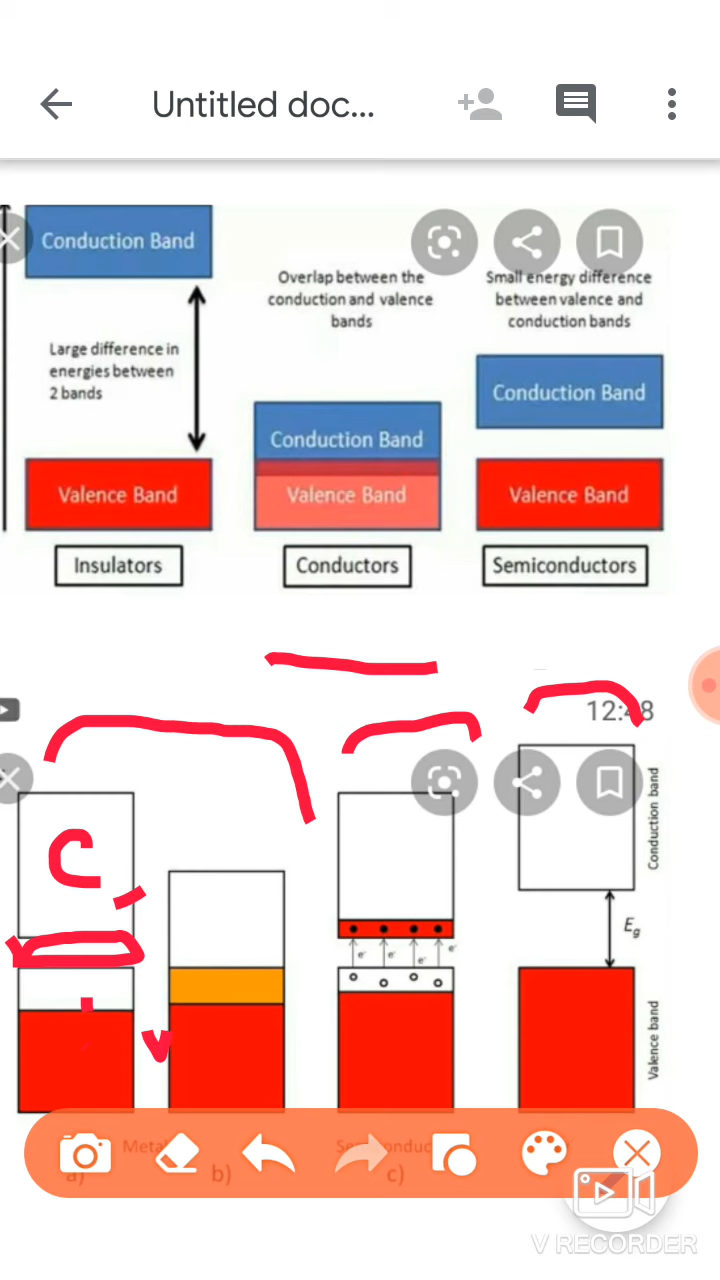 Untitled doc...
Conduction Band
Large difference in
energies between
2 bands
Valence Band
Insulators
Overlap between the
conduction and valence
bands
Conduction Band
Valence Band
Conductors
Small energy difference
between valence and
conduction bands
Conduction Band
Valence Band
Semiconductors
12:48
C
V
e⁻
e⁻
e⁻
e⁻
Eg
Conduction band
Valence band
a)
b)
c)
V RECORDER